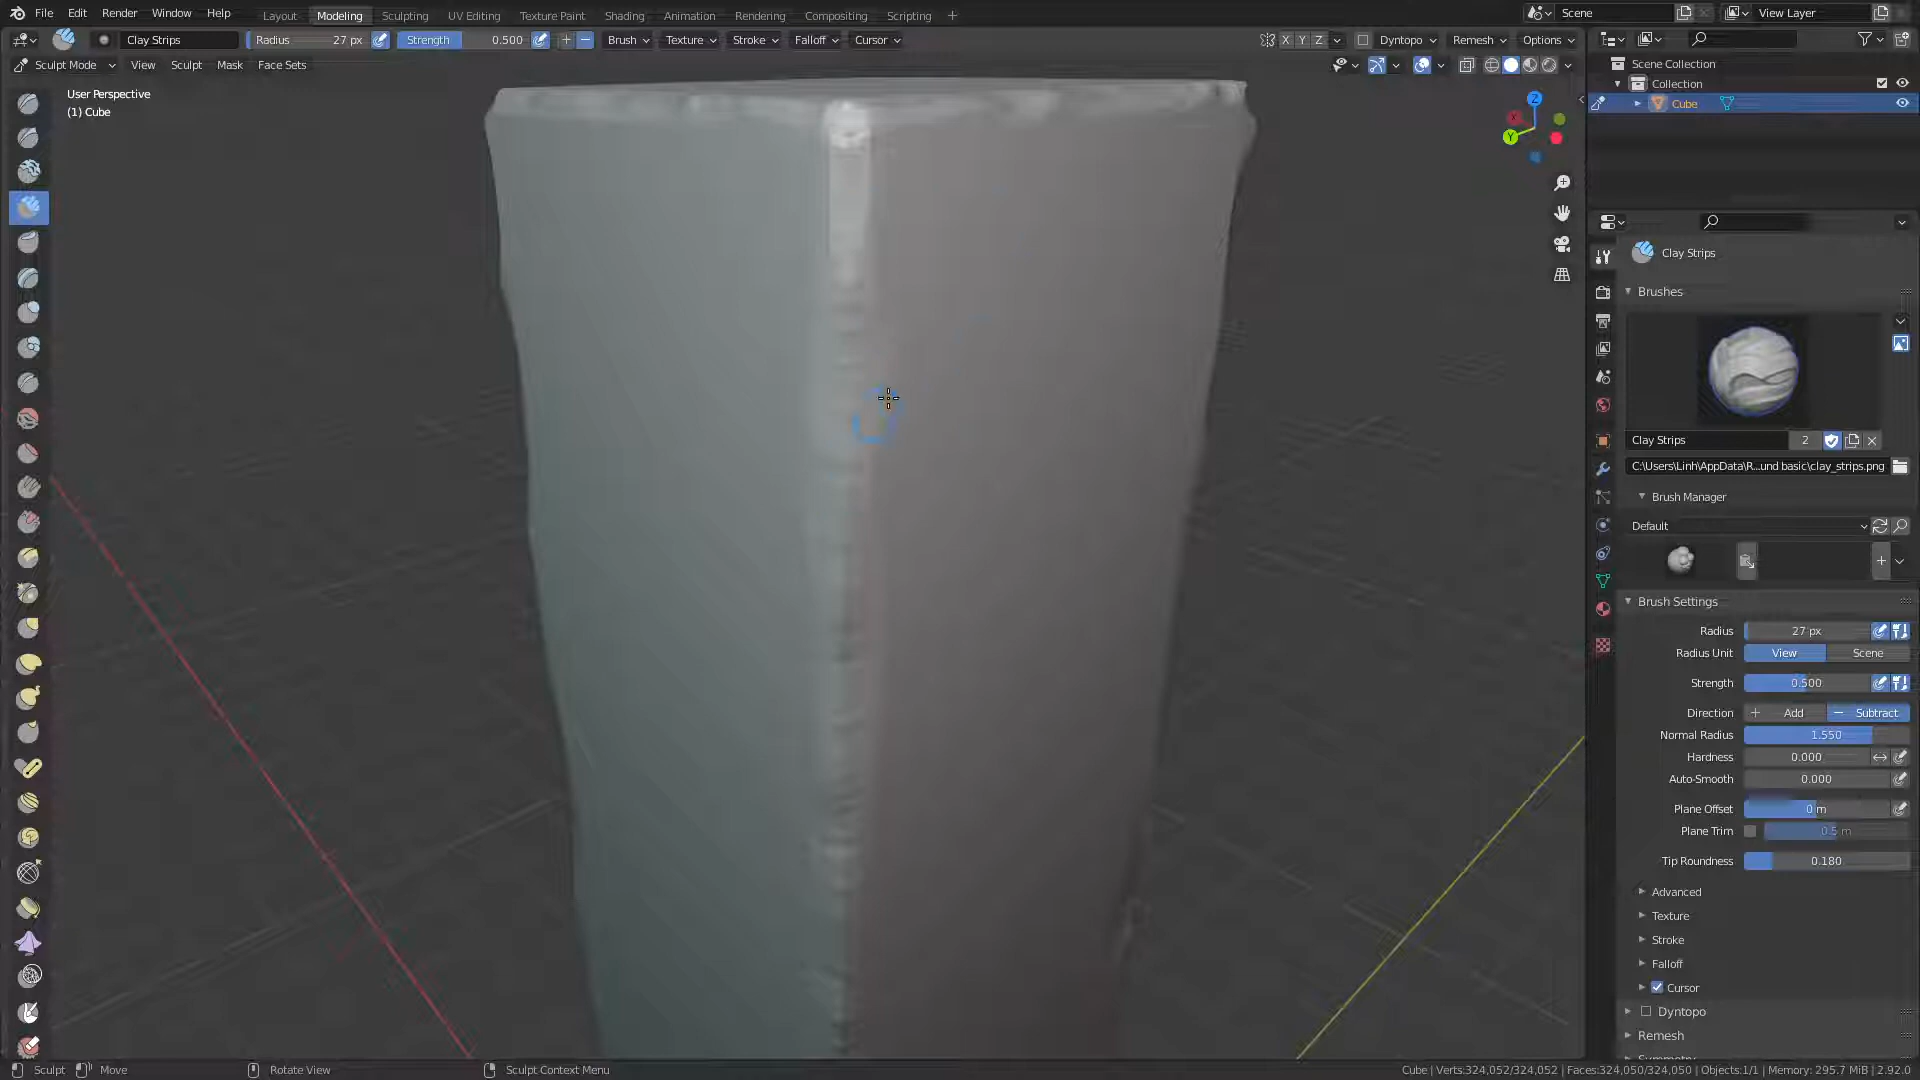 File Edit Render Window Help Layout Modeling Sculpting UV Editing Texture Paint Shading Animation Rendering Compositing Scripting + Scene View Layer
Clay Strips Radius 27 px Strength 0.500 + − Brush Texture Stroke Falloff Cursor X Y Z Dyntopo Remesh Options
Sculpt Mode View Sculpt Mask Face Sets
User Perspective
(1) Cube
Z
X
Y
Scene Collection
Collection
Cube
Clay Strips
Brushes
Clay Strips 2
C:\Users\Linh\AppData\R...und basic\clay_strips.png
Brush Manager
Default
+
Brush Settings
Radius 27 px
Radius Unit View Scene
Strength 0.500
Direction + Add − Subtract
Normal Radius 1.550
Hardness 0.000
Auto-Smooth 0.000
Plane Offset 0 m
Plane Trim 0.5 m
Tip Roundness 0.180
Advanced
Texture
Stroke
Falloff
Cursor
Dyntopo
Remesh
Symmetry
Sculpt Move Rotate View Sculpt Context Menu Cube | Verts:324,052/324,052 | Faces:324,050/324,050 | Objects:1/1 | Memory: 295.7 MiB | 2.92.0